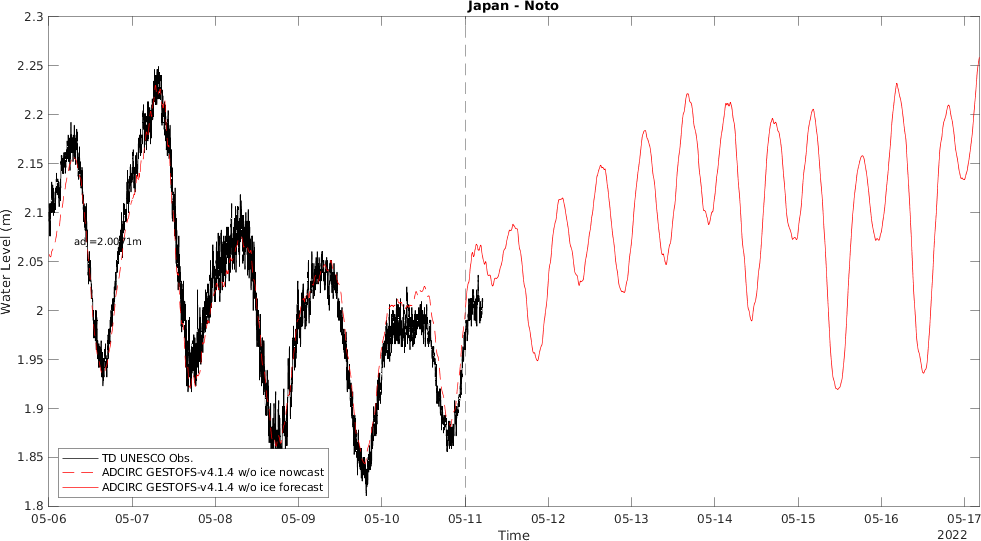 Japan - Noto
Water Level (m)
2.3
2.25
2.2
2.15
2.1
2.05
2
1.95
1.9
1.85
1.8
TD UNESCO Obs.
ADCIRC GESTOFS-v4.1.4 w/o ice nowcast
ADCIRC GESTOFS-v4.1.4 w/o ice forecast
05-06 05-07 05-08 05-09 05-10 05-11 05-12 05-13 05-14 05-15 05-16 05-17
Time
2022